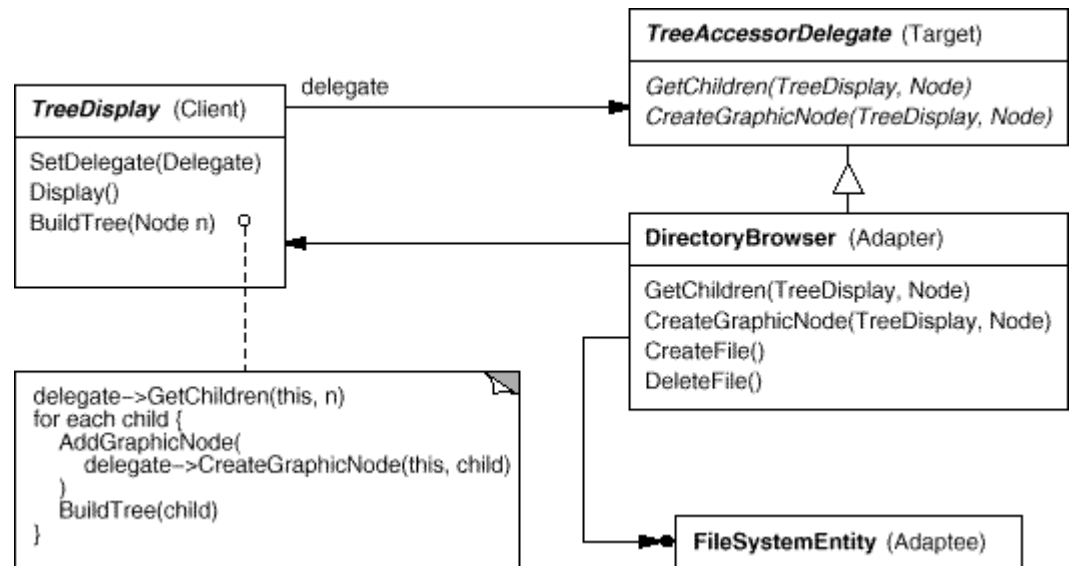 TreeAccessorDelegate (Target)
GetChildren(TreeDisplay, Node)
CreateGraphicNode(TreeDisplay, Node)
delegate
TreeDisplay (Client)
SetDelegate(Delegate)
Display()
BuildTree(Node n)
DirectoryBrowser (Adapter)
GetChildren(TreeDisplay, Node)
CreateGraphicNode(TreeDisplay, Node)
CreateFile()
DeleteFile()
delegate–>GetChildren(this, n)
for each child {
AddGraphicNode(
delegate–>CreateGraphicNode(this, child)
)
BuildTree(child)
}
FileSystemEntity (Adaptee)